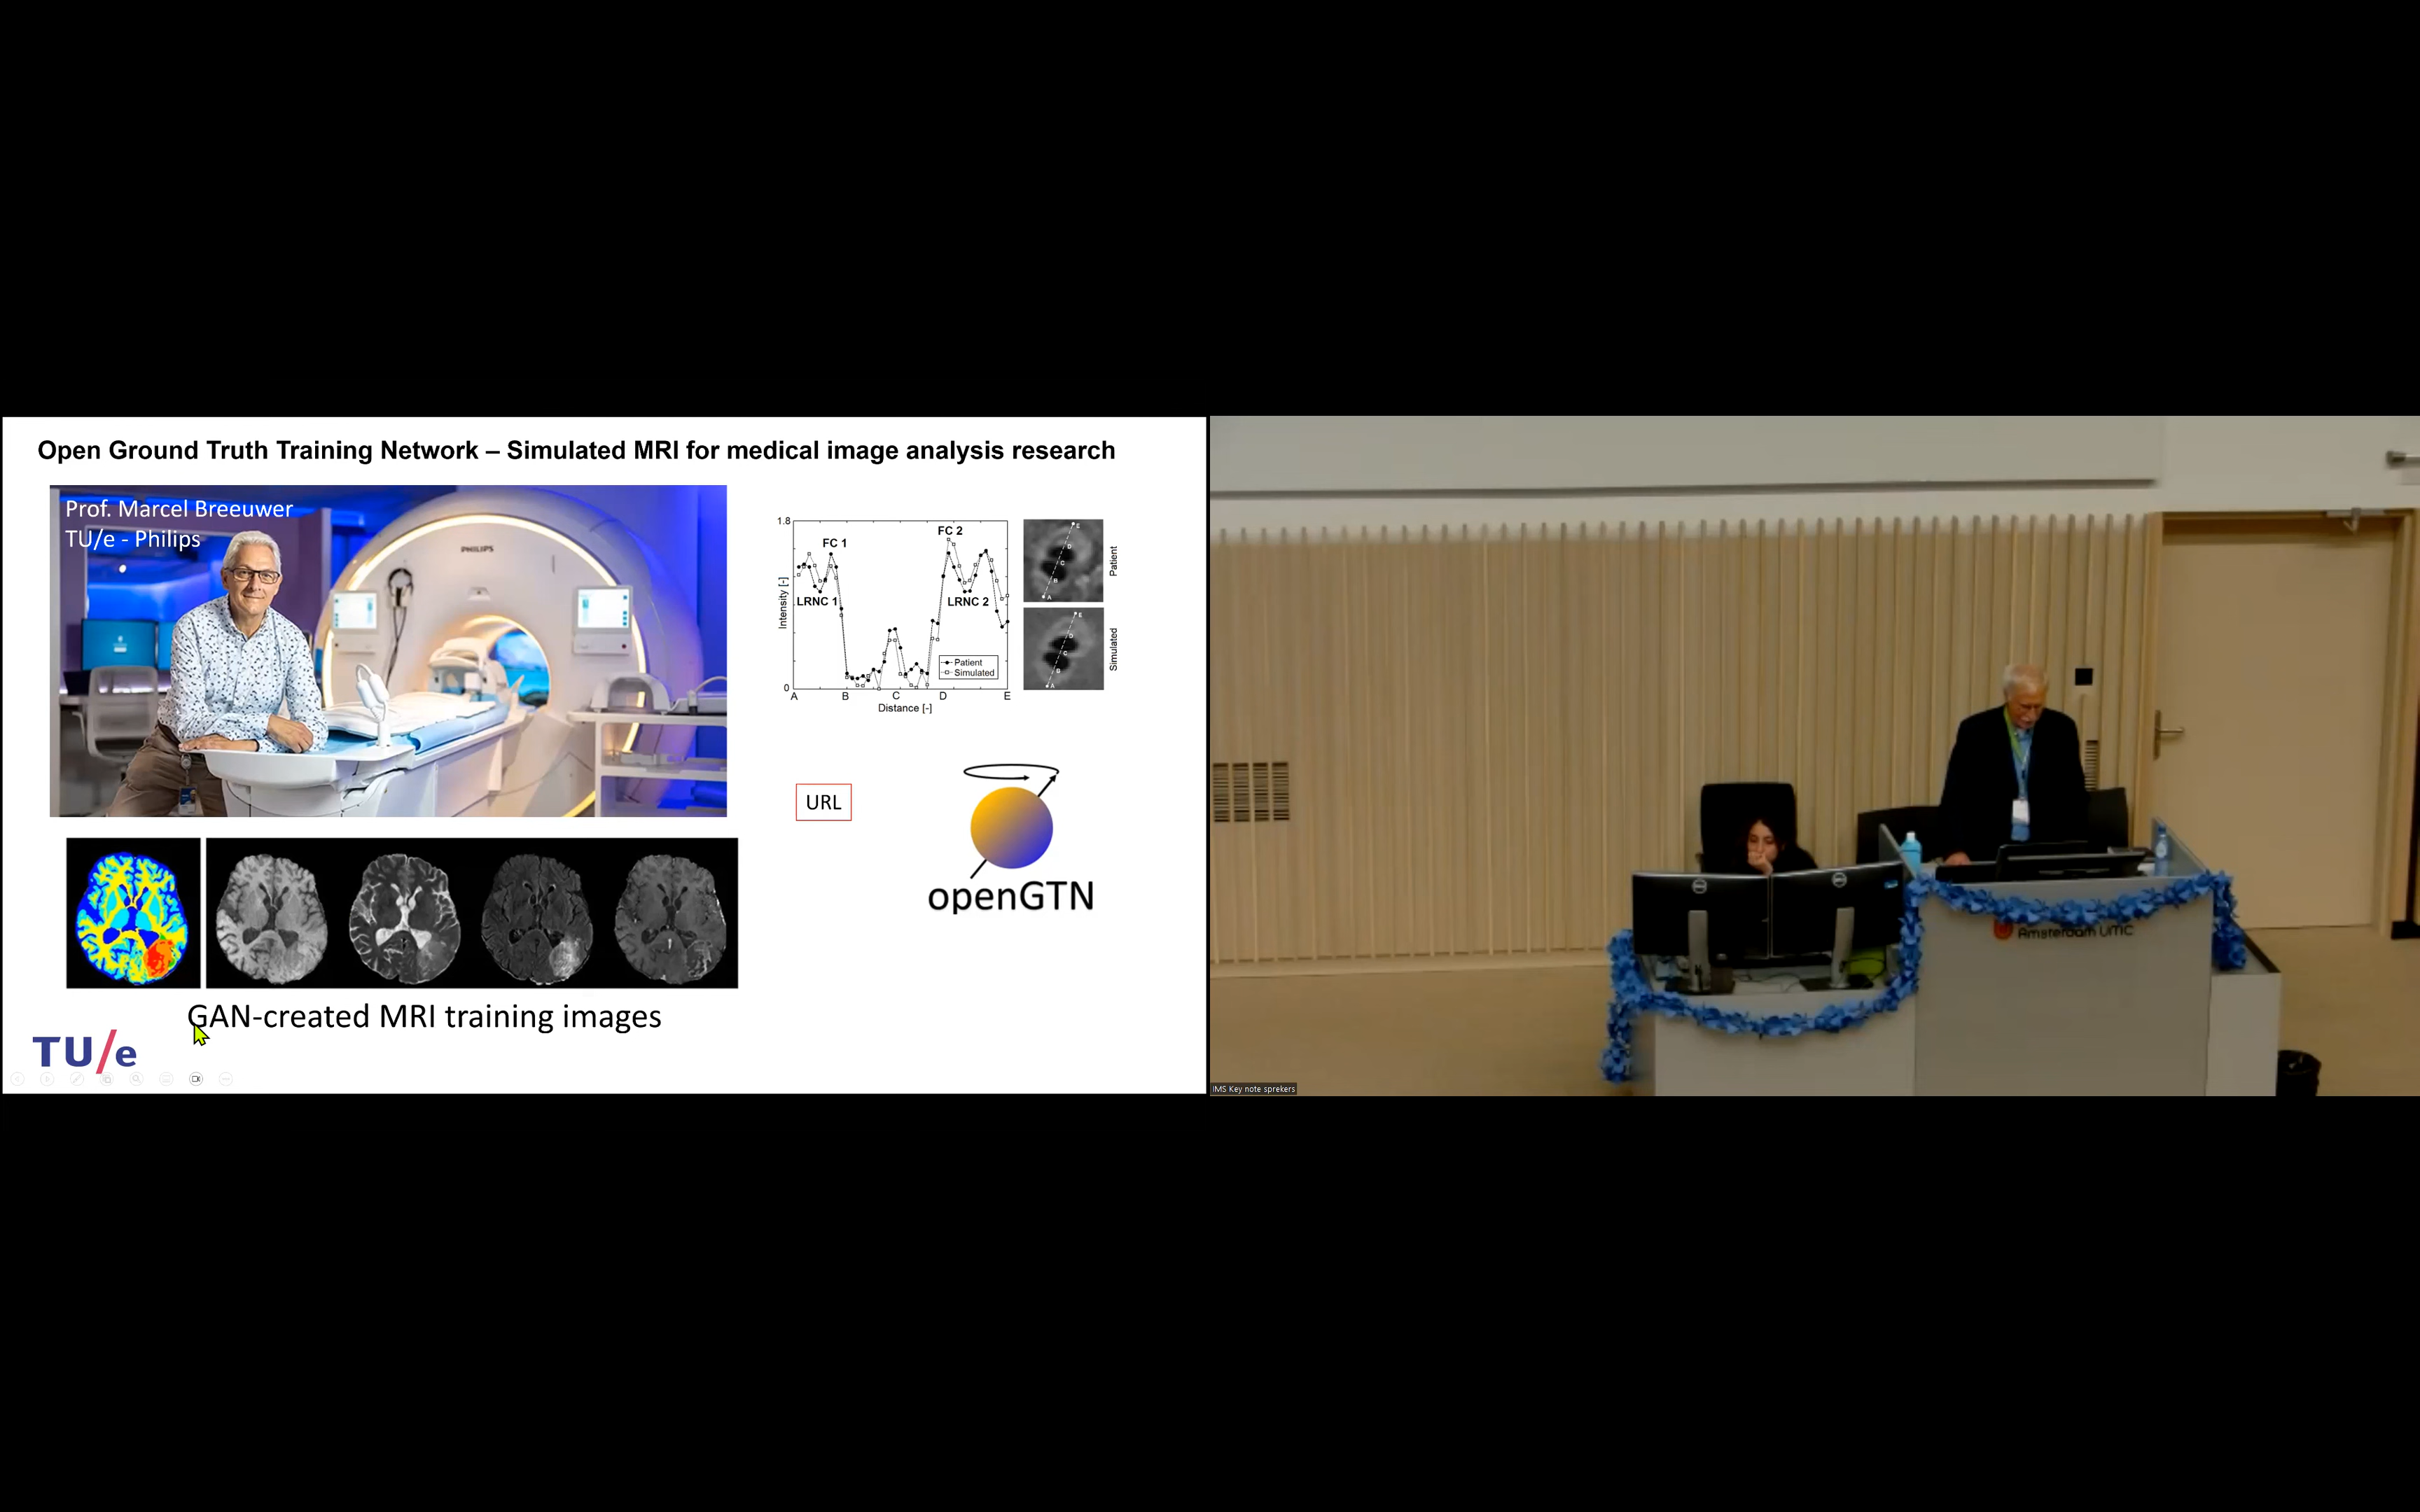 Open Ground Truth Training Network – Simulated MRI for medical image analysis research
Prof. Marcel Breeuwer
TU/e - Philips
PHILIPS
1.8
0
Intensity [-]
FC 1
LRNC 1
FC 2
LRNC 2
Patient
Simulated
A B C D E
Distance [-]
E
D
C
B
A
Patient
E
D
C
B
A
Simulated
URL
openGTN
GAN-created MRI training images
TU/e
Amsterdam UMC
IMS Key note sprekers